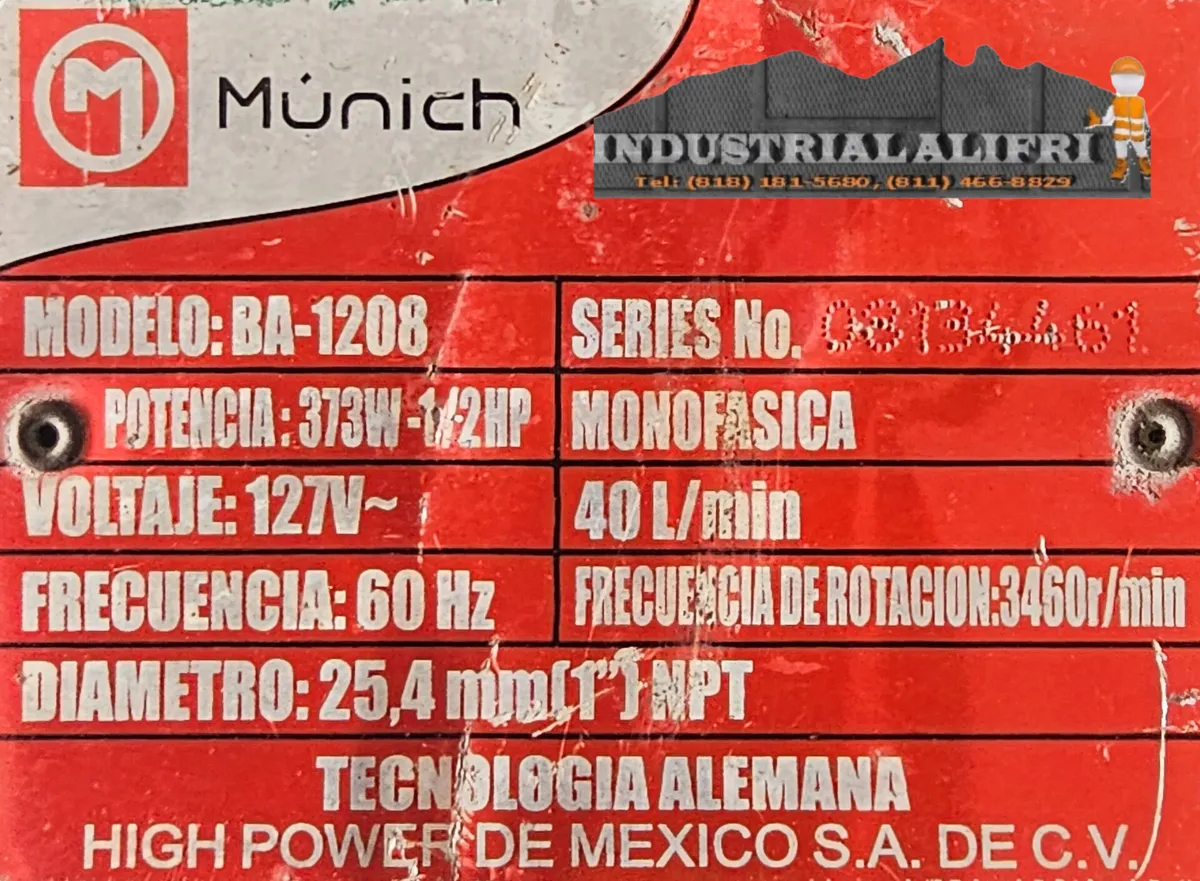 Múnich
INDUSTRIAL ALIFRI
Tel: (818) 181-5680, (811) 466-8829
MODELO: BA-1208
SERIES No. 08134461
POTENCIA: 373W -1/2HP
MONOFASICA
VOLTAJE: 127V~
40 L/min
FRECUENCIA: 60 Hz
FRECUENCIA DE ROTACION:3460r/min
DIAMETRO: 25,4 mm(1") NPT
TECNOLOGIA ALEMANA
HIGH POWER DE MEXICO S.A. DE C.V.